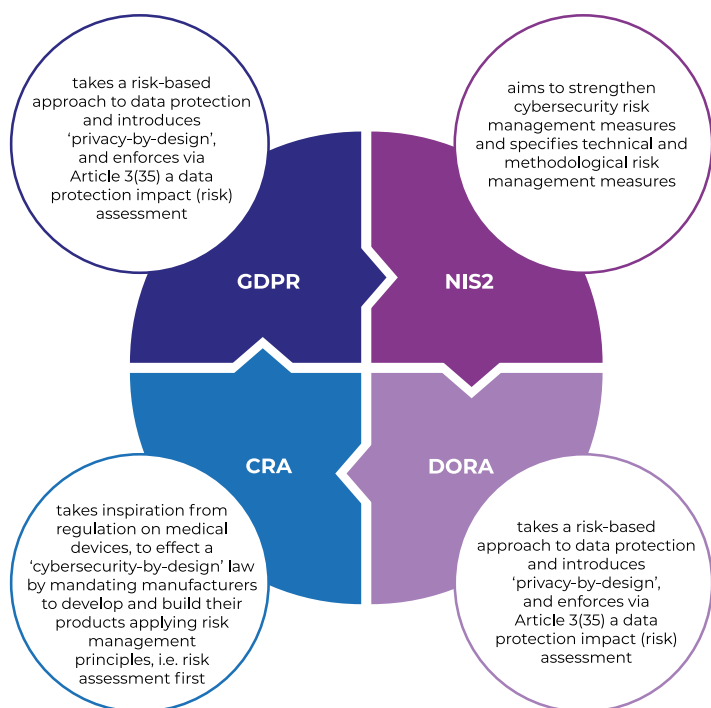 takes a risk-based
approach to data protection
and introduces
‘privacy-by-design’,
and enforces via
Article 3(35) a data
protection impact (risk)
assessment
aims to strengthen
cybersecurity risk
management measures
and specifies technical and
methodological risk
management measures
GDPR
NIS2
CRA
DORA
takes inspiration from
regulation on medical
devices, to effect a
‘cybersecurity-by-design’ law
by mandating manufacturers
to develop and build their
products applying risk
management
principles, i.e. risk
assessment first
takes a risk-based
approach to data protection
and introduces
‘privacy-by-design’,
and enforces via
Article 3(35) a data
protection impact (risk)
assessment